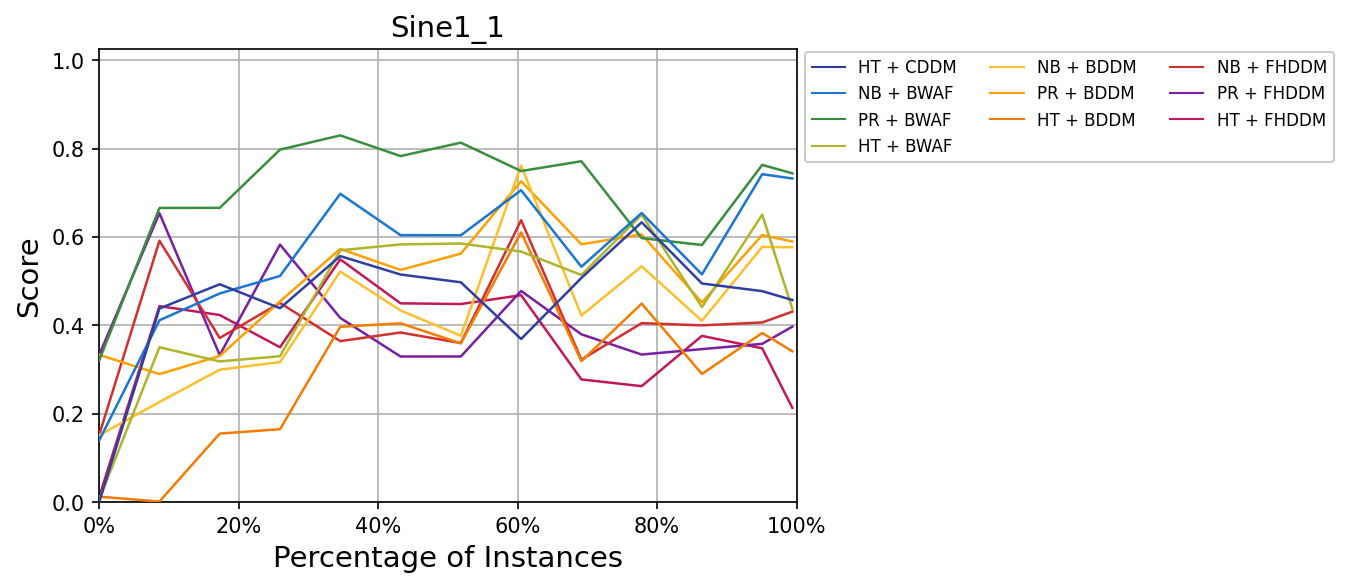 Sine1_1
1.0
0.8
0.6
0.4
0.2
0.0
Score
0% 20% 40% 60% 80% 100%
Percentage of Instances
HT + CDDM NB + BDDM NB + FHDDM
NB + BWAF PR + BDDM PR + FHDDM
PR + BWAF HT + BDDM HT + FHDDM
HT + BWAF